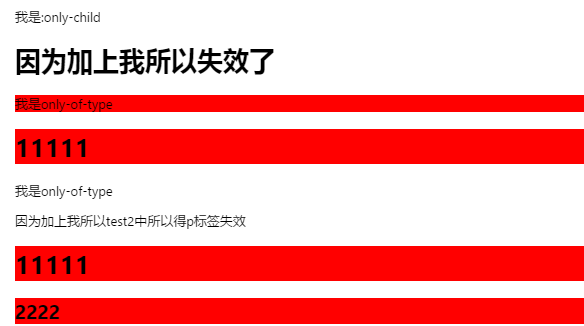 我是:only-child
因为加上我所以失效了
我是only-of-type
11111
我是only-of-type
因为加上我所以test2中所以得p标签失效
11111
2222